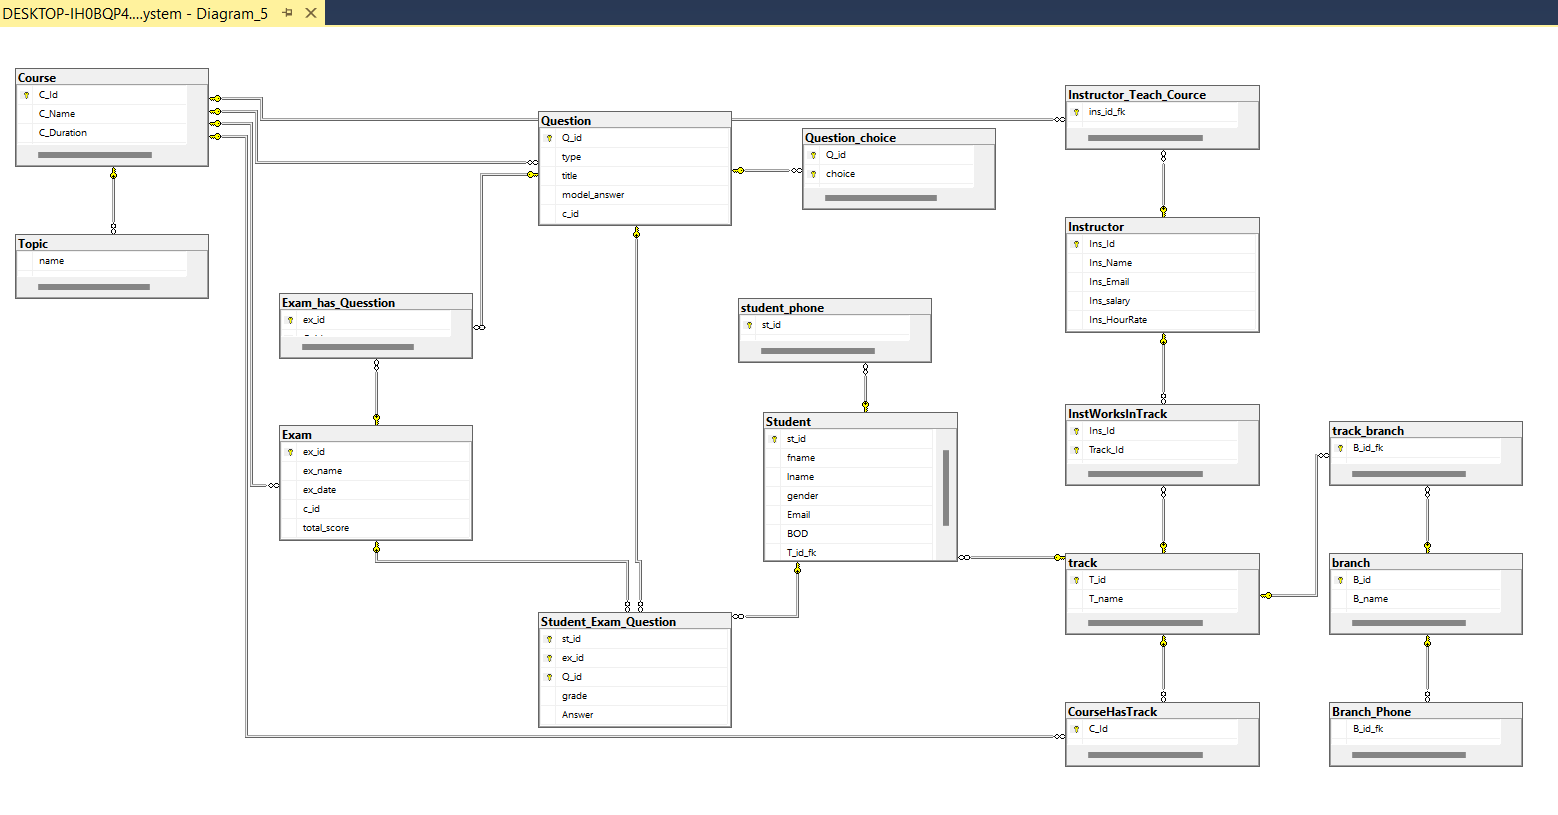 DESKTOP-IH0BQP4....ystem - Diagram_5
Course
C_Id
C_Name
C_Duration
Topic
name
Question
Q_id
type
title
model_answer
c_id
Question_choice
Q_id
choice
Instructor_Teach_Cource
ins_id_fk
Instructor
Ins_Id
Ins_Name
Ins_Email
Ins_salary
Ins_HourRate
Exam_has_Quesstion
ex_id
student_phone
st_id
Exam
ex_id
ex_name
ex_date
c_id
total_score
Student
st_id
fname
lname
gender
Email
BOD
T_id_fk
InstWorksInTrack
Ins_Id
Track_Id
track_branch
B_id_fk
track
T_id
T_name
branch
B_id
B_name
Student_Exam_Question
st_id
ex_id
Q_id
grade
Answer
CourseHasTrack
C_Id
Branch_Phone
B_id_fk